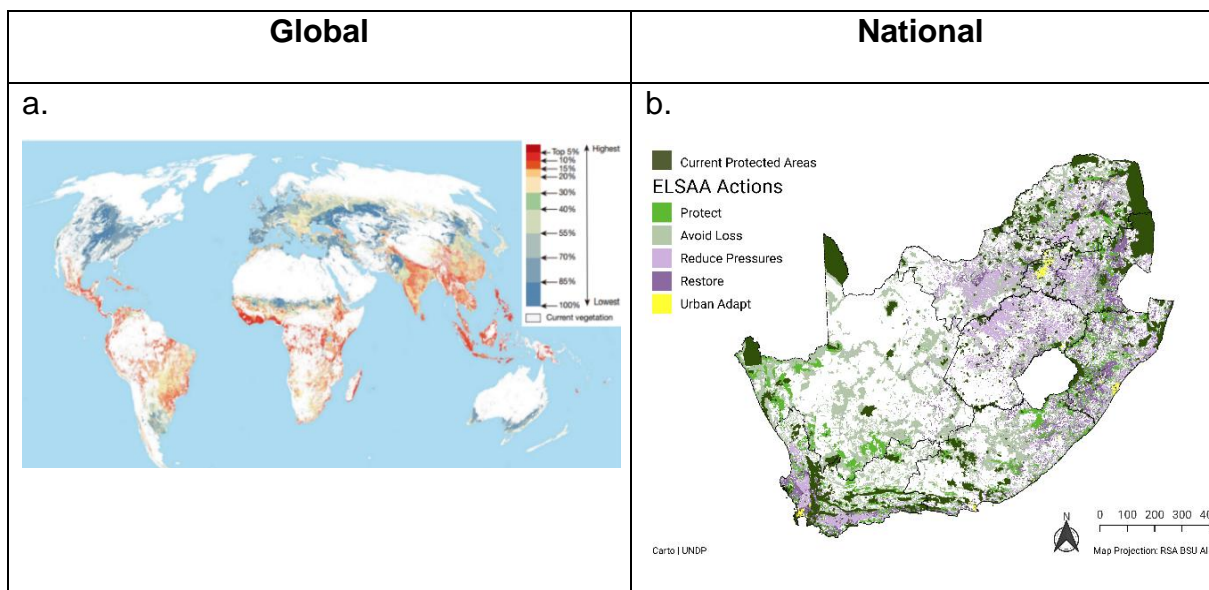 Global
National
a.
Top 5%
10%
15%
20%
30%
40%
55%
70%
85%
100%
Highest
Lowest
Current vegetation
b.
Current Protected Areas
ELSAA Actions
Protect
Avoid Loss
Reduce Pressures
Restore
Urban Adapt
Carto | UNDP
N
0 100 200 300 40
Map Projection: RSA BSU Al